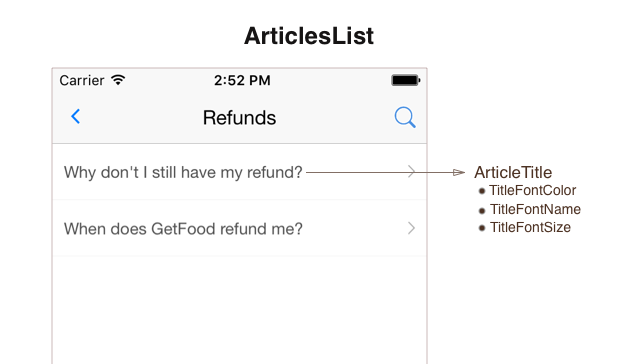 ArticlesList
Carrier 2:52 PM
Refunds
Why don't I still have my refund?
ArticleTitle
TitleFontColor
TitleFontName
TitleFontSize
When does GetFood refund me?